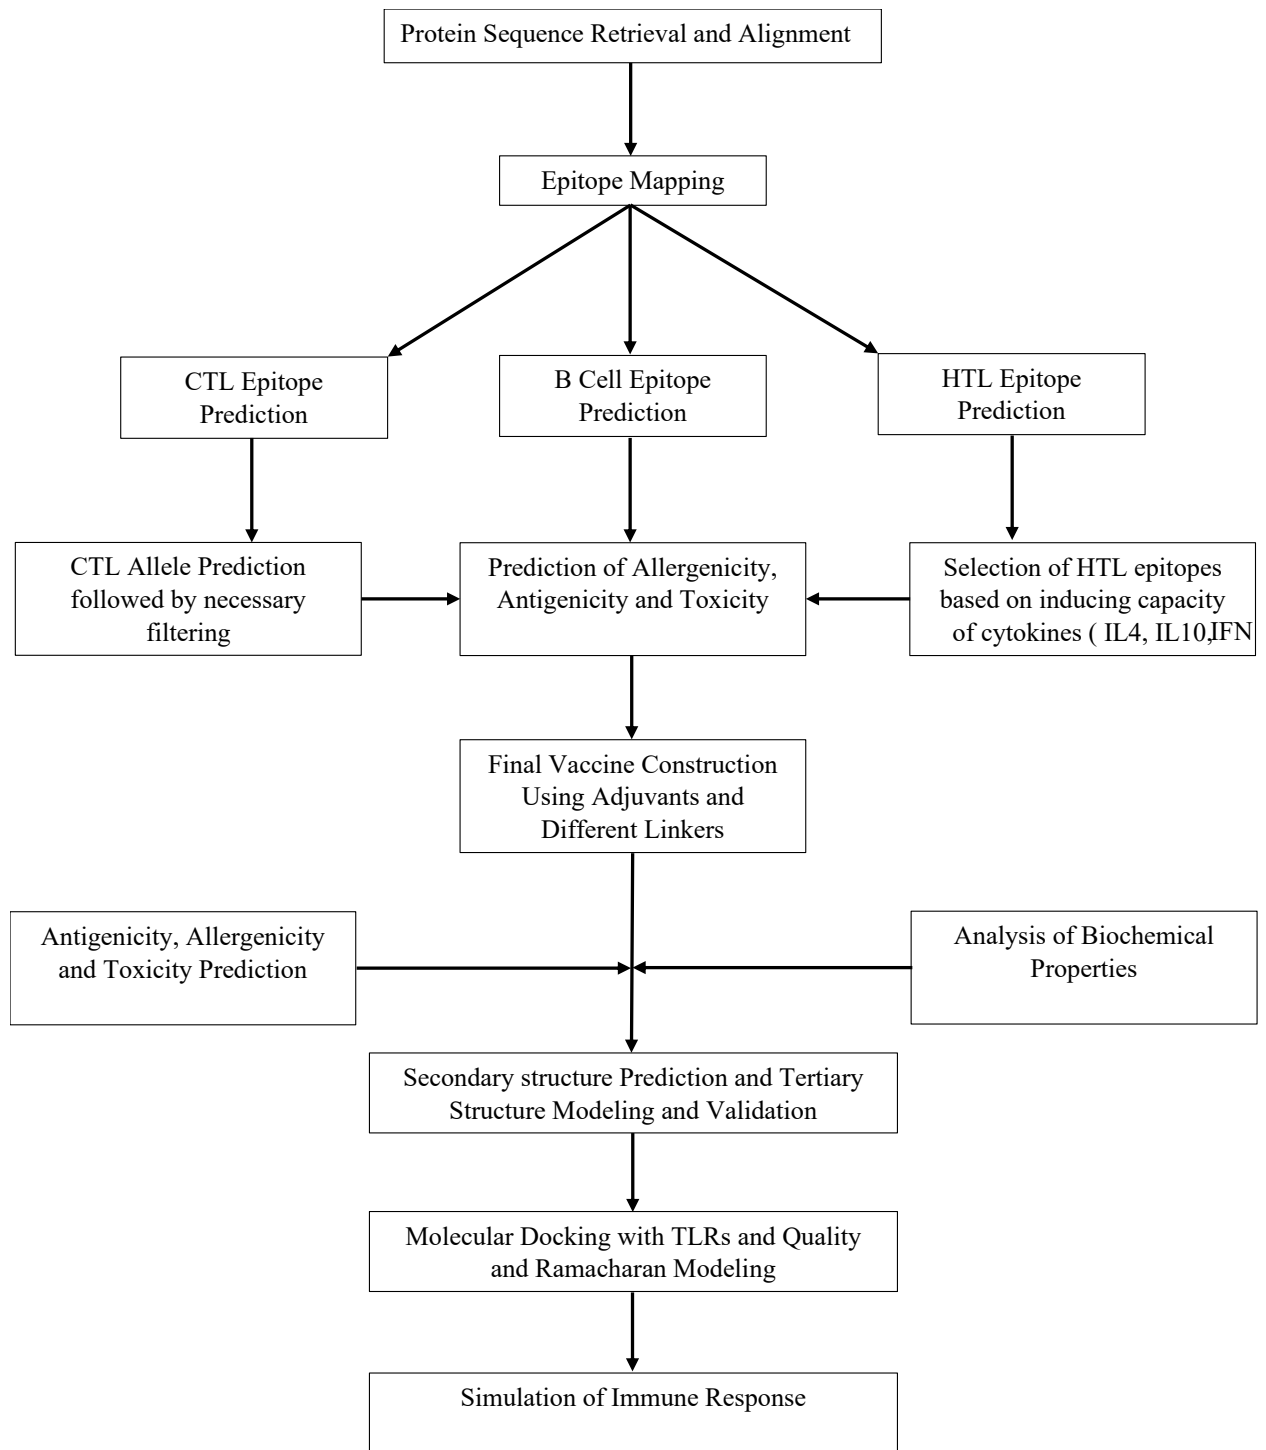 Protein Sequence Retrieval and Alignment
Epitope Mapping
CTL Epitope
Prediction
B Cell Epitope
Prediction
HTL Epitope
Prediction
CTL Allele Prediction
followed by necessary
filtering
Prediction of Allergenicity,
Antigenicity and Toxicity
Selection of HTL epitopes
based on inducing capacity
of cytokines ( IL4, IL10,IFN
Final Vaccine Construction
Using Adjuvants and
Different Linkers
Antigenicity, Allergenicity
and Toxicity Prediction
Analysis of Biochemical
Properties
Secondary structure Prediction and Tertiary
Structure Modeling and Validation
Molecular Docking with TLRs and Quality
and Ramacharan Modeling
Simulation of Immune Response